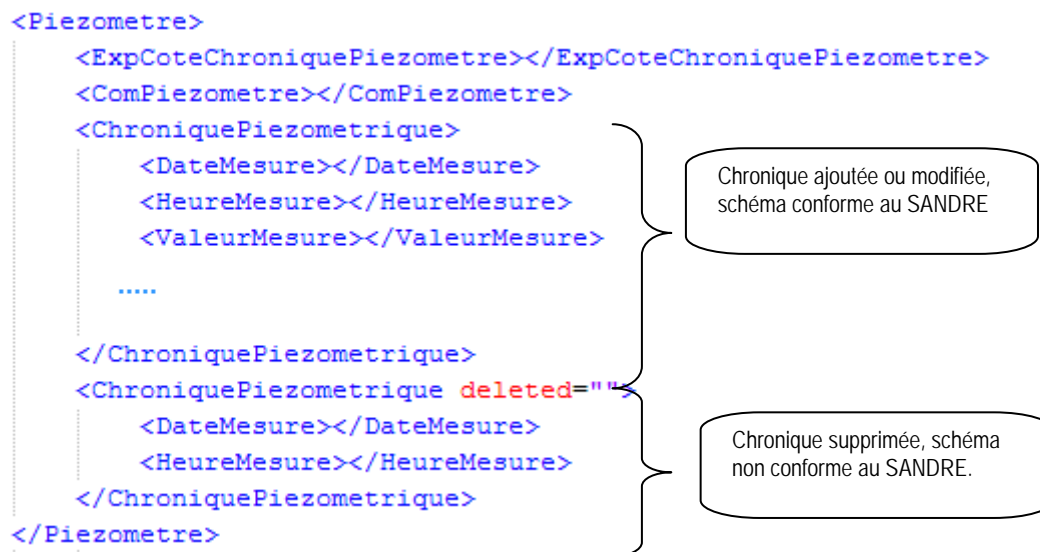 <Piezometre>
<ExpCoteChroniquePiezometre></ExpCoteChroniquePiezometre>
<ComPiezometre></ComPiezometre>
<ChroniquePiezometrique>
<DateMesure></DateMesure>
<HeureMesure></HeureMesure>
<ValeurMesure></ValeurMesure>
.....
</ChroniquePiezometrique>
<ChroniquePiezometrique deleted="">
<DateMesure></DateMesure>
<HeureMesure></HeureMesure>
</ChroniquePiezometrique>
</Piezometre>
Chronique ajoutée ou modifiée,
schéma conforme au SANDRE
Chronique supprimée, schéma
non conforme au SANDRE.